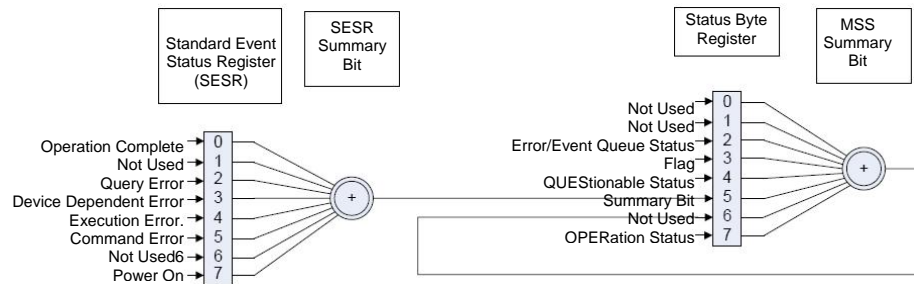 Standard Event
Status Register
(SESR)
SESR
Summary
Bit
Operation Complete
Not Used
Query Error
Device Dependent Error
Execution Error.
Command Error
Not Used6
Power On
0
1
2
3
4
5
6
7
+
Status Byte
Register
MSS
Summary
Bit
Not Used
Not Used
Error/Event Queue Status
Flag
QUEStionable Status
Summary Bit
Not Used
OPERation Status
0
1
2
3
4
5
6
7
+